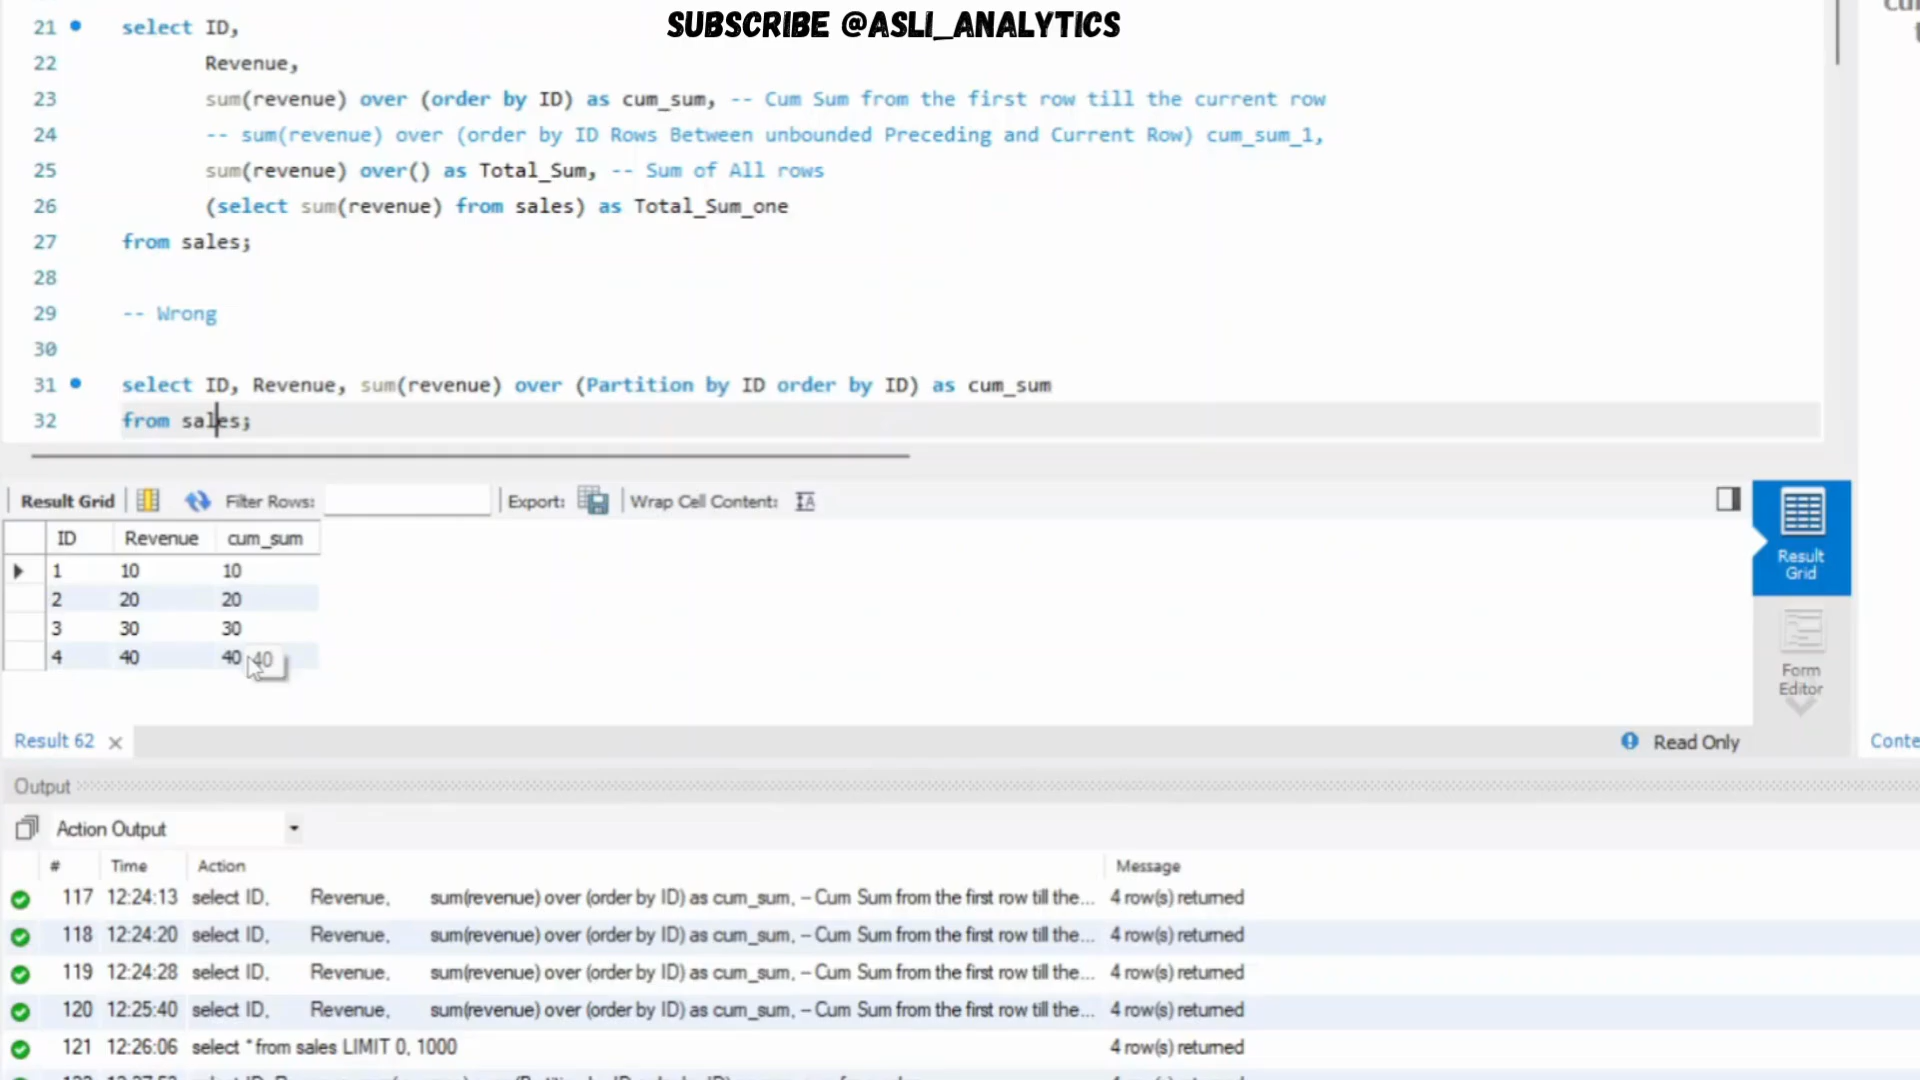 SUBSCRIBE @ASLI_ANALYTICS
21 select ID,
22 Revenue,
23 sum(revenue) over (order by ID) as cum_sum, -- Cum Sum from the first row till the current row
24 -- sum(revenue) over (order by ID Rows Between unbounded Preceding and Current Row) cum_sum_1,
25 sum(revenue) over() as Total_Sum, -- Sum of All rows
26 (select sum(revenue) from sales) as Total_Sum_one
27 from sales;
28
29 -- Wrong
30
31 select ID, Revenue, sum(revenue) over (Partition by ID order by ID) as cum_sum
32 from sales;
Result Grid Filter Rows: Export: Wrap Cell Content:
ID Revenue cum_sum
1 10 10
2 20 20
3 30 30
4 40 40 40
Result Grid
Form Editor
Result 62 Read Only
Output
Action Output
# Time Action Message
117 12:24:13 select ID, Revenue, sum(revenue) over (order by ID) as cum_sum, -- Cum Sum from the first row till the... 4 row(s) returned
118 12:24:20 select ID, Revenue, sum(revenue) over (order by ID) as cum_sum, -- Cum Sum from the first row till the... 4 row(s) returned
119 12:24:28 select ID, Revenue, sum(revenue) over (order by ID) as cum_sum, -- Cum Sum from the first row till the... 4 row(s) returned
120 12:25:40 select ID, Revenue, sum(revenue) over (order by ID) as cum_sum, -- Cum Sum from the first row till the... 4 row(s) returned
121 12:26:06 select * from sales LIMIT 0, 1000 4 row(s) returned